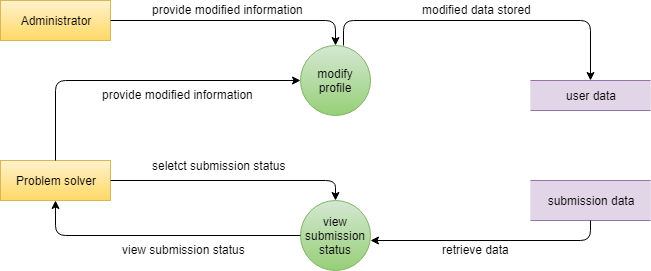 provide modified information
modified data stored
Administrator
modify
profile
provide modified information
user data
seletct submission status
Problem solver
submission data
view
submission
status
view submission status
retrieve data